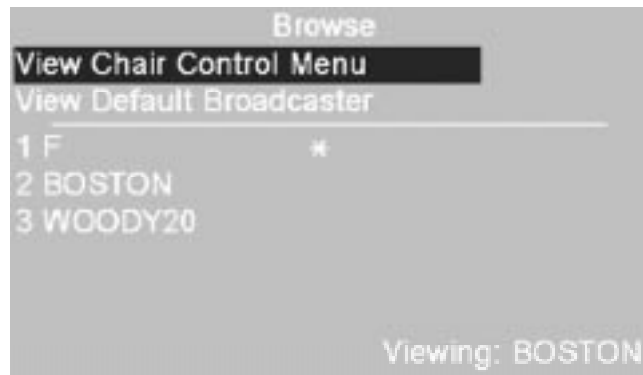 Browse
View Chair Control Menu
View Default Broadcaster
1 F *
2 BOSTON
3 WOODY20
Viewing: BOSTON